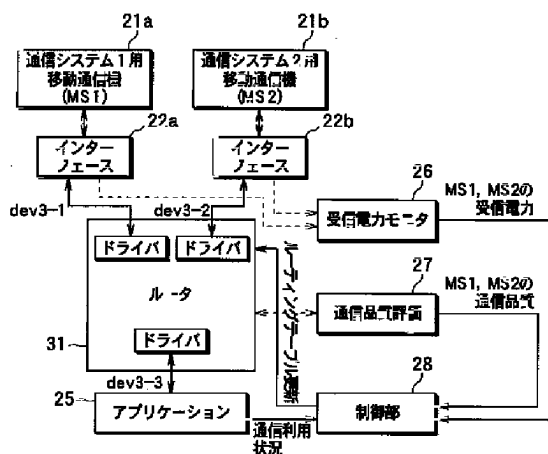 21a
21b
通信システム1用
移動通信機
(MS1)
通信システム2用
移動通信機
(MS2)
22a
22b
インター
フェース
インター
フェース
26
MS1, MS2の
受信電力
dev3-1
dev3-2
受信電力モニタ
ドライバ
ドライバ
ルーティングテーブル更新
27
MS1, MS2の
通信品質
ルータ
通信品質評価
31
ドライバ
dev3-3
28
25
アプリケーション
制御部
通信利用
状況